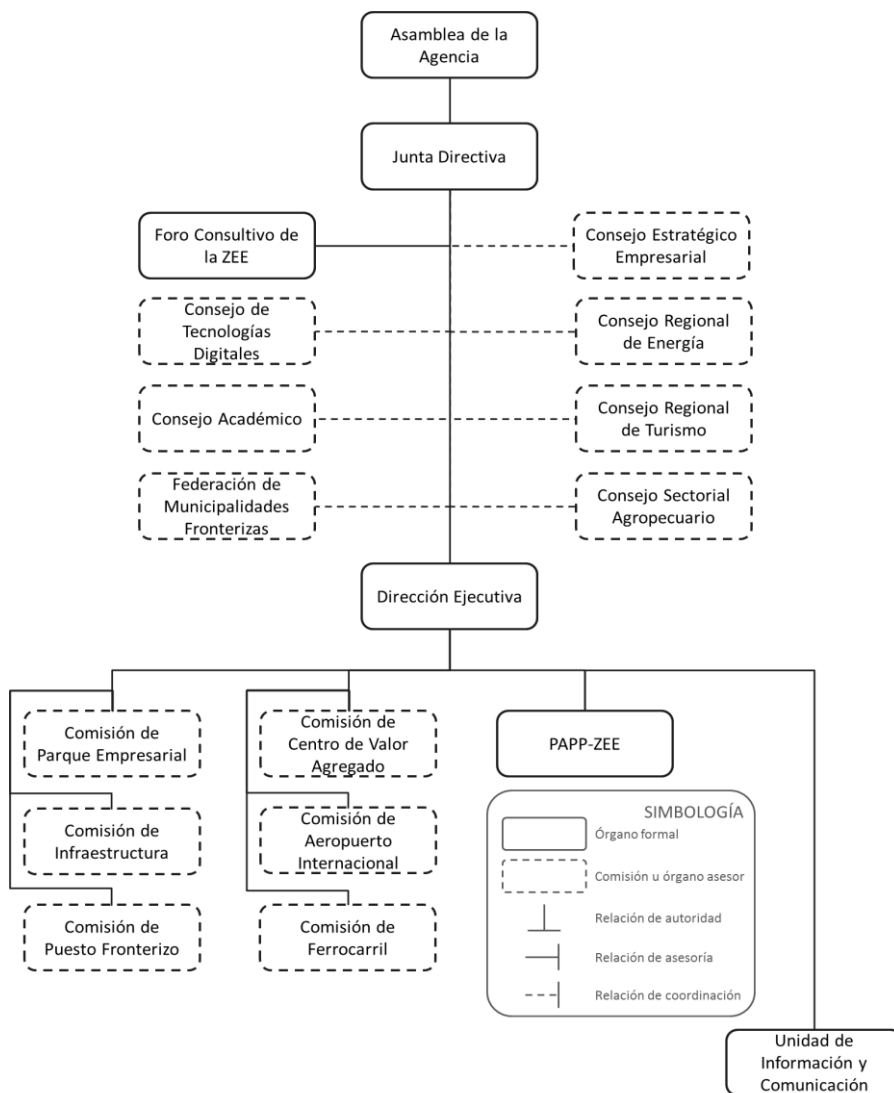 Asamblea de la
Agencia
Junta Directiva
Foro Consultivo de
la ZEE
Consejo Estratégico
Empresarial
Consejo de
Tecnologías
Digitales
Consejo Regional
de Energía
Consejo Académico
Consejo Regional
de Turismo
Federación de
Municipalidades
Fronterizas
Consejo Sectorial
Agropecuario
Dirección Ejecutiva
Comisión de
Parque Empresarial
Comisión de
Centro de Valor
Agregado
PAPP-ZEE
Comisión de
Infraestructura
Comisión de
Aeropuerto
Internacional
Comisión de
Puesto Fronterizo
Comisión de
Ferrocarril
SIMBOLOGÍA
Órgano formal
Comisión u órgano asesor
Relación de autoridad
Relación de asesoría
Relación de coordinación
Unidad de
Información y
Comunicación